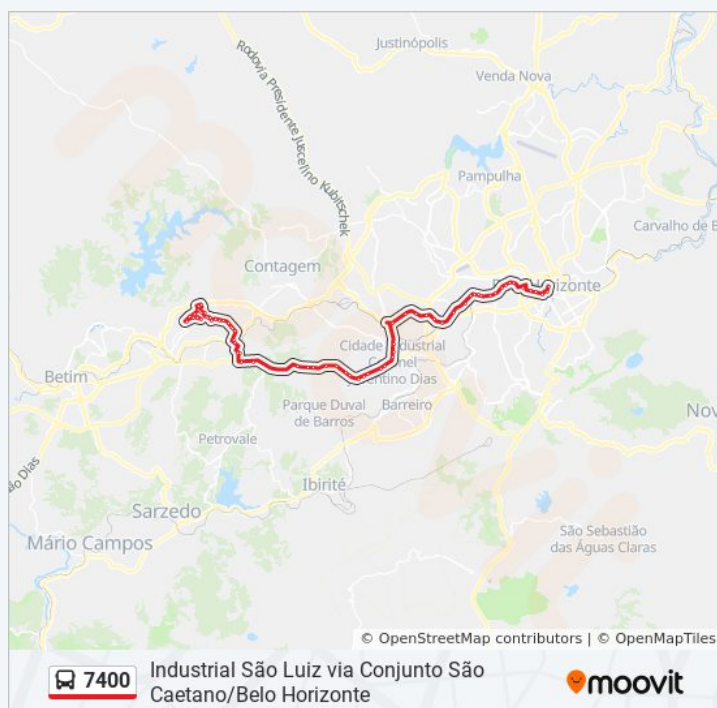 Justinópolis
Venda Nova
Rodovia Presidente Juscelino Kubitschek
Pampulha
Carvalho de B
Contagem
Horizonte
Cidade Industrial
Betim
Parque Duval
de Barros
Barreiro
Petrovale
Nov
ão Dias
Ibirité
Sarzedo
São Sebastião
das Águas Claras
Mário Campos
© OpenStreetMap contributors | © OpenMapTiles
7400
Industrial São Luiz via Conjunto São
Caetano/Belo Horizonte
moovit